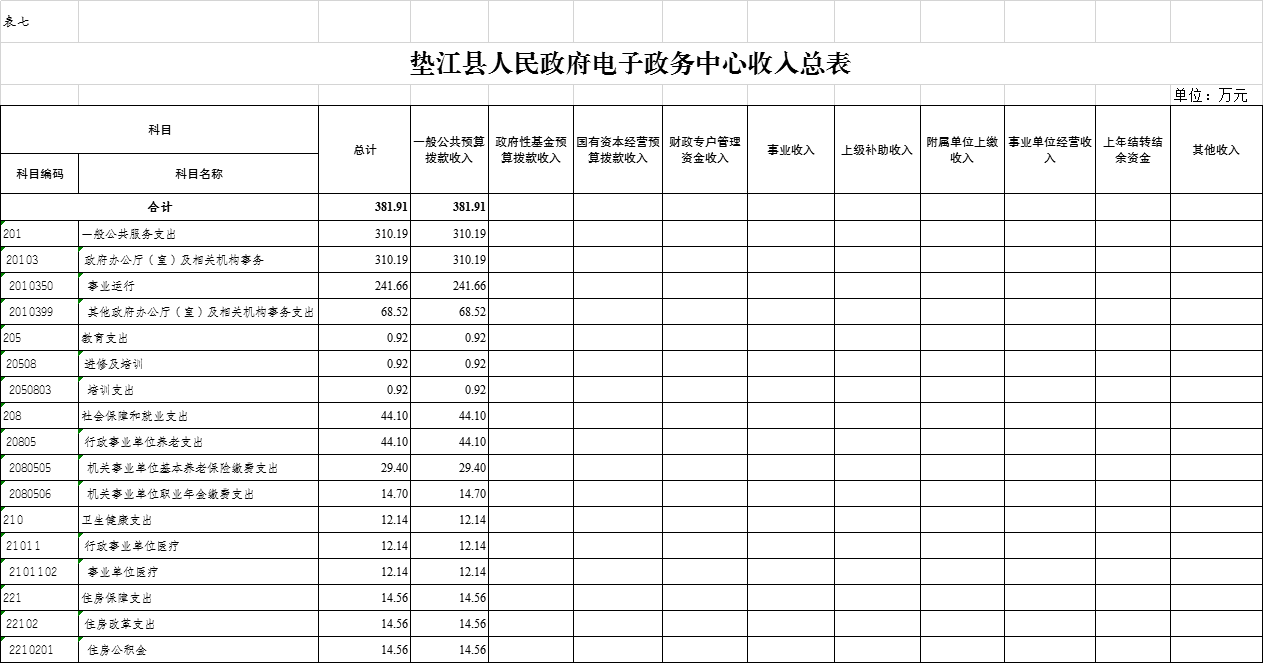 表七
垫江县人民政府电子政务中心收入总表
单位：万元
科目 总计 一般公共预算拨款收入 政府性基金预算拨款收入 国有资本经营预算拨款收入 财政专户管理资金收入 事业收入 上级补助收入 附属单位上缴收入 事业单位经营收入 上年结转结余资金 其他收入
科目编码 科目名称
合计 381.91 381.91
201 一般公共服务支出 310.19 310.19
20103 政府办公厅（室）及相关机构事务 310.19 310.19
2010350 事业运行 241.66 241.66
2010399 其他政府办公厅（室）及相关机构事务支出 68.52 68.52
205 教育支出 0.92 0.92
20508 进修及培训 0.92 0.92
2050803 培训支出 0.92 0.92
208 社会保障和就业支出 44.10 44.10
20805 行政事业单位养老支出 44.10 44.10
2080505 机关事业单位基本养老保险缴费支出 29.40 29.40
2080506 机关事业单位职业年金缴费支出 14.70 14.70
210 卫生健康支出 12.14 12.14
21011 行政事业单位医疗 12.14 12.14
2101102 事业单位医疗 12.14 12.14
221 住房保障支出 14.56 14.56
22102 住房改革支出 14.56 14.56
2210201 住房公积金 14.56 14.56